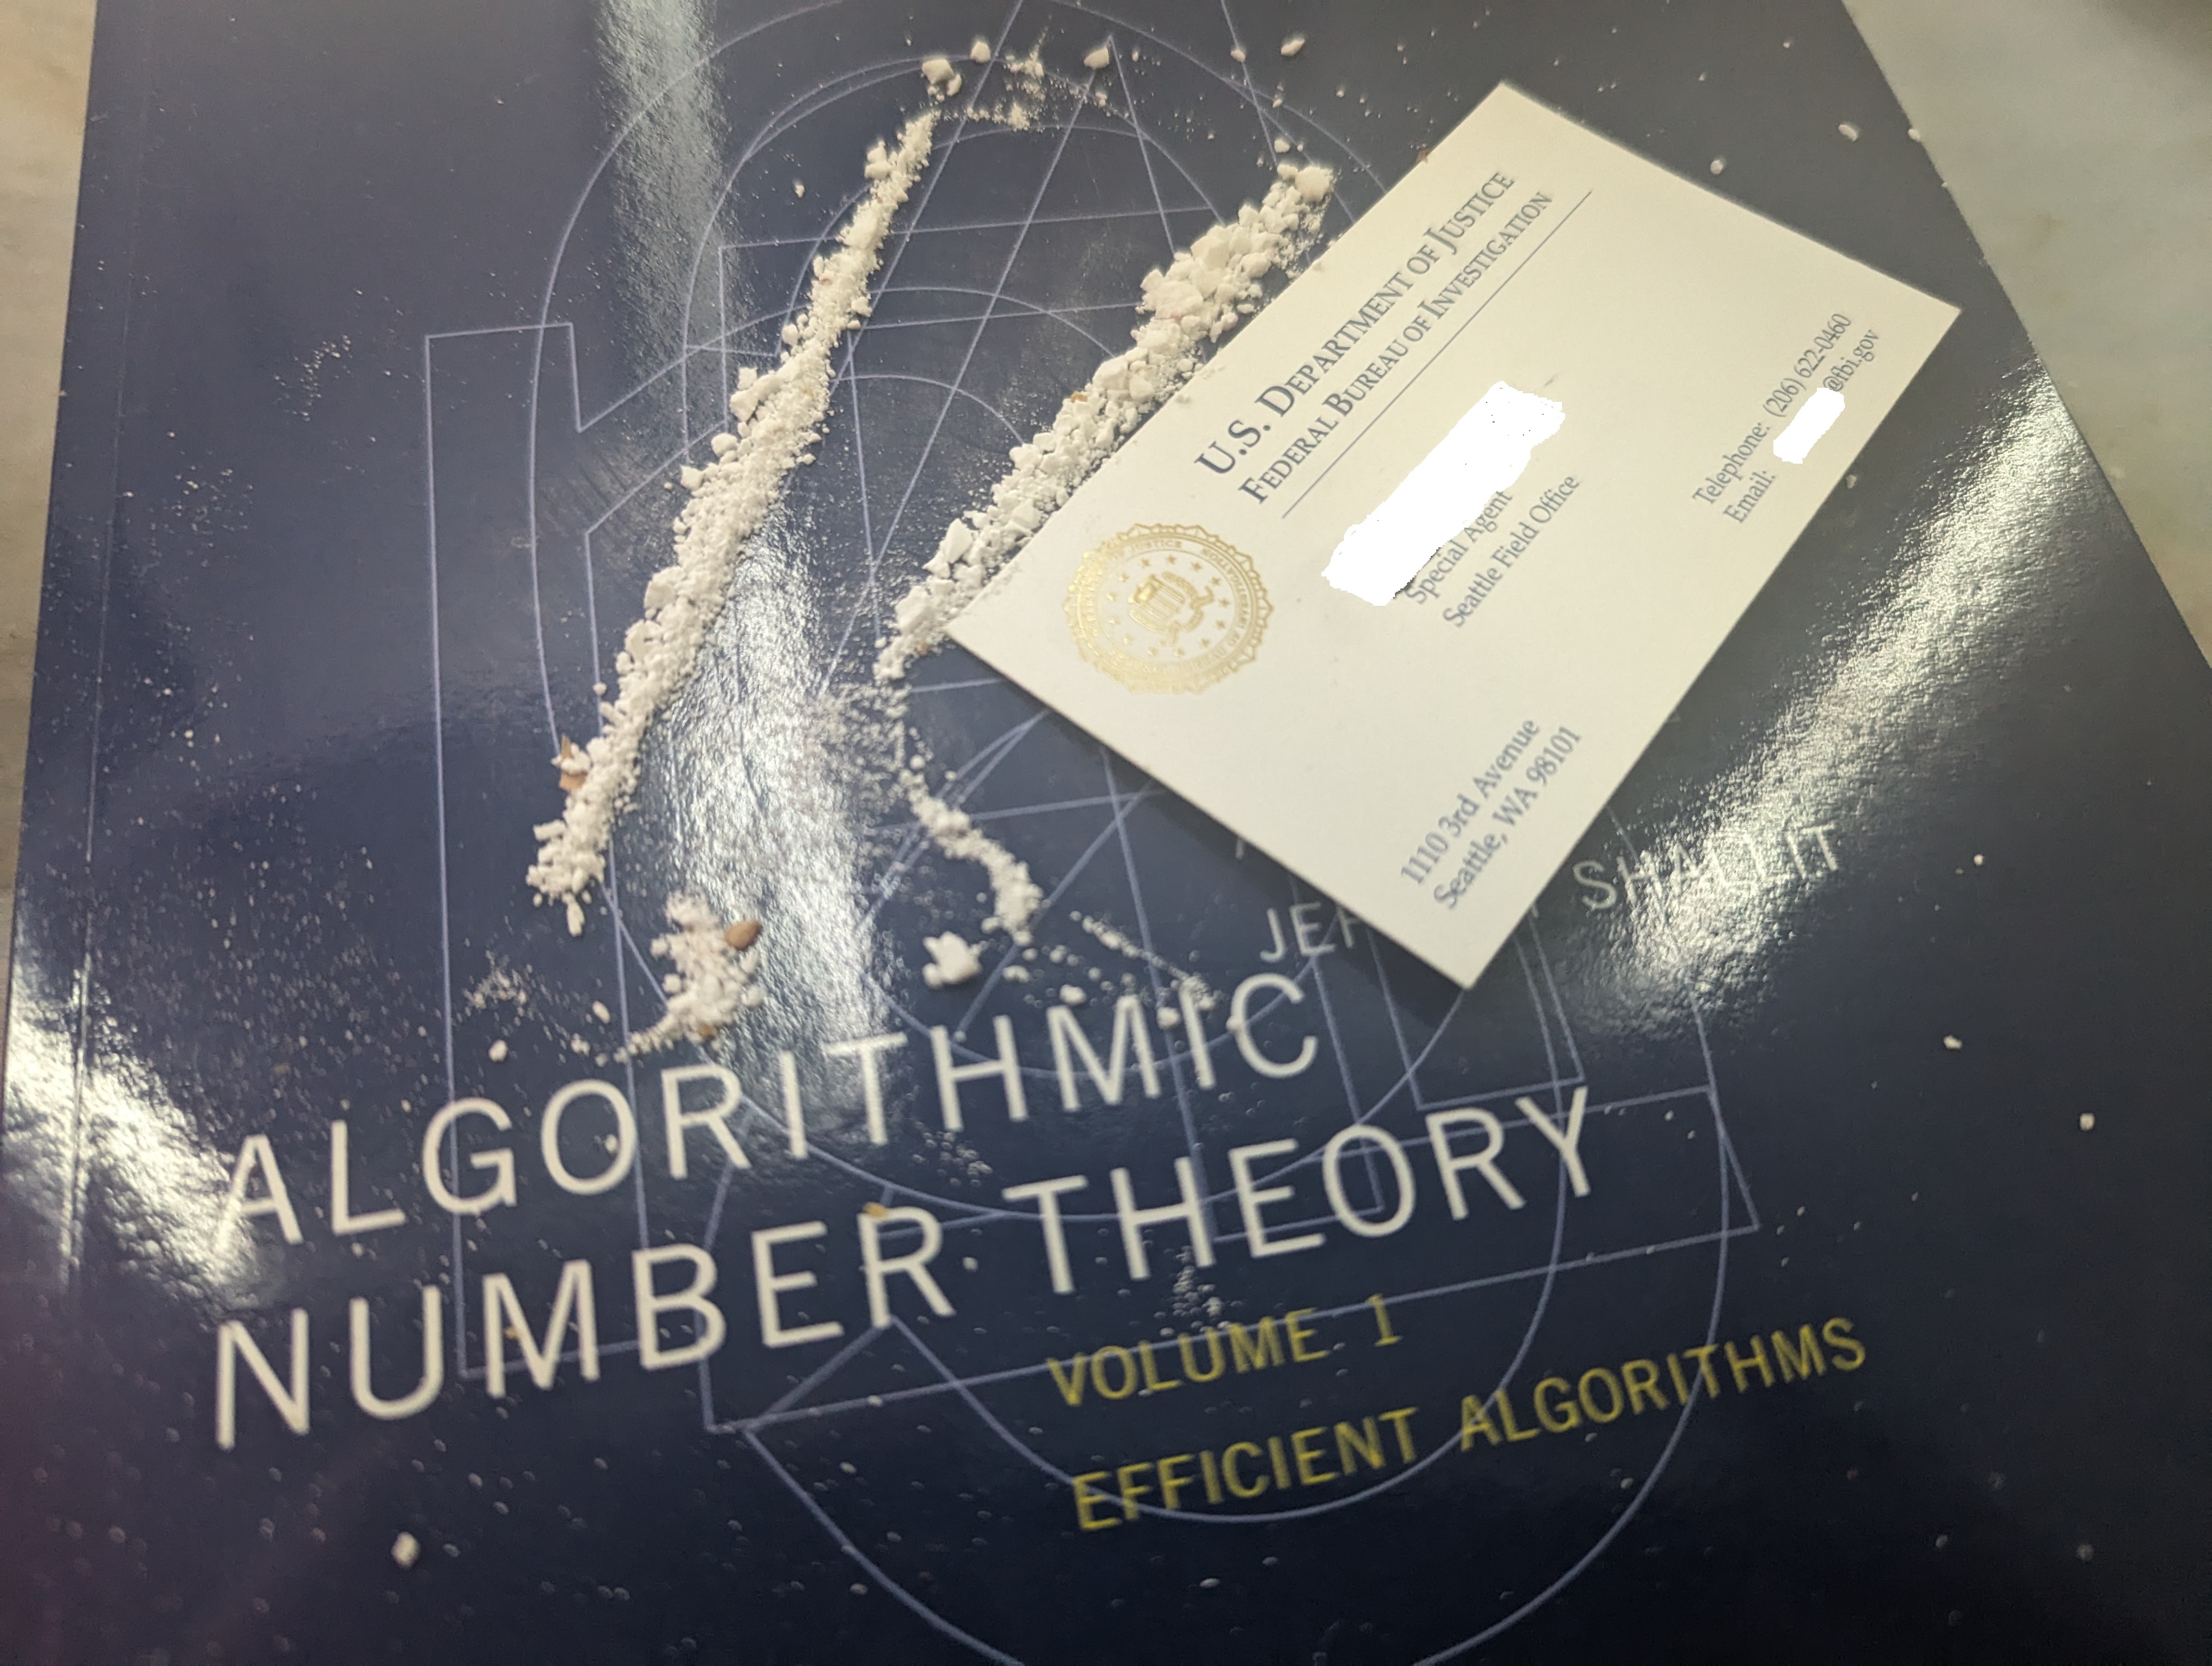 U.S. DEPARTMENT OF JUSTICE
FEDERAL BUREAU OF INVESTIGATION
Special Agent
Seattle Field Office
Telephone: (206) 622-0460
Email: @fbi.gov
1110 3rd Avenue
Seattle, WA 98101
SHALLIT
ALGORITHMIC
NUMBER THEORY
VOLUME 1
EFFICIENT ALGORITHMS